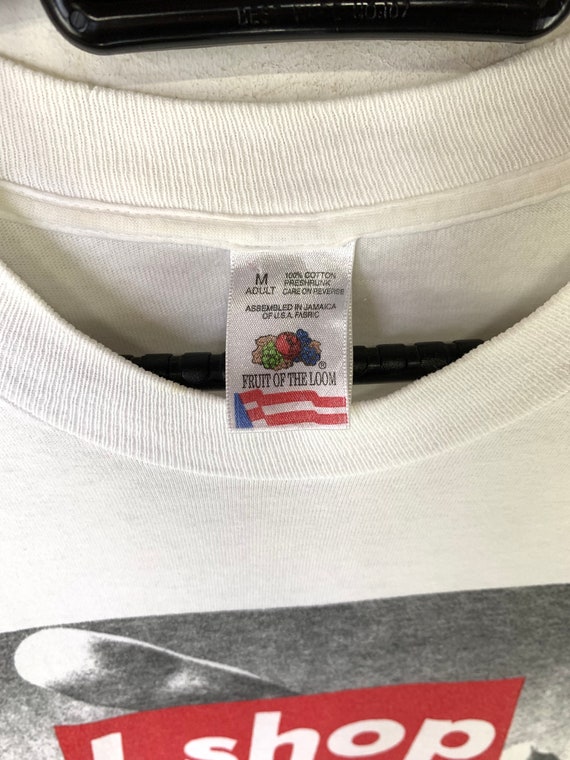 M
ADULT
100% COTTON
PRESHRUNK
CARE ON REVERSE
ASSEMBLED IN JAMAICA
OF U.S.A. FABRIC
®
FRUIT OF THE LOOM
I shop